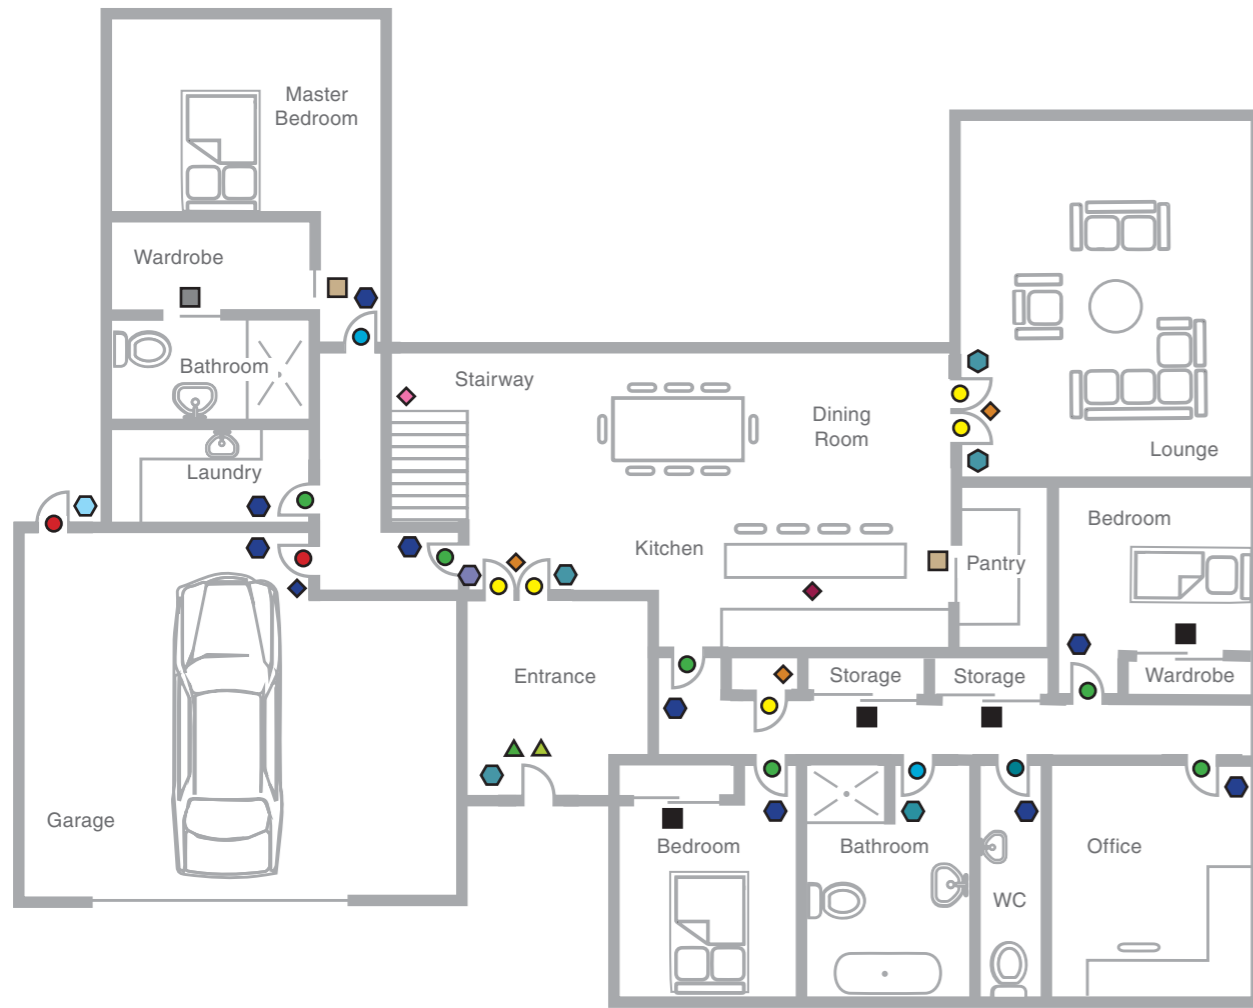 Master
Bedroom
Wardrobe
Bathroom
Stairway
Dining
Room
Lounge
Laundry
Kitchen
Pantry
Bedroom
Entrance
Storage
Storage
Wardrobe
Garage
Bedroom
Bathroom
WC
Office